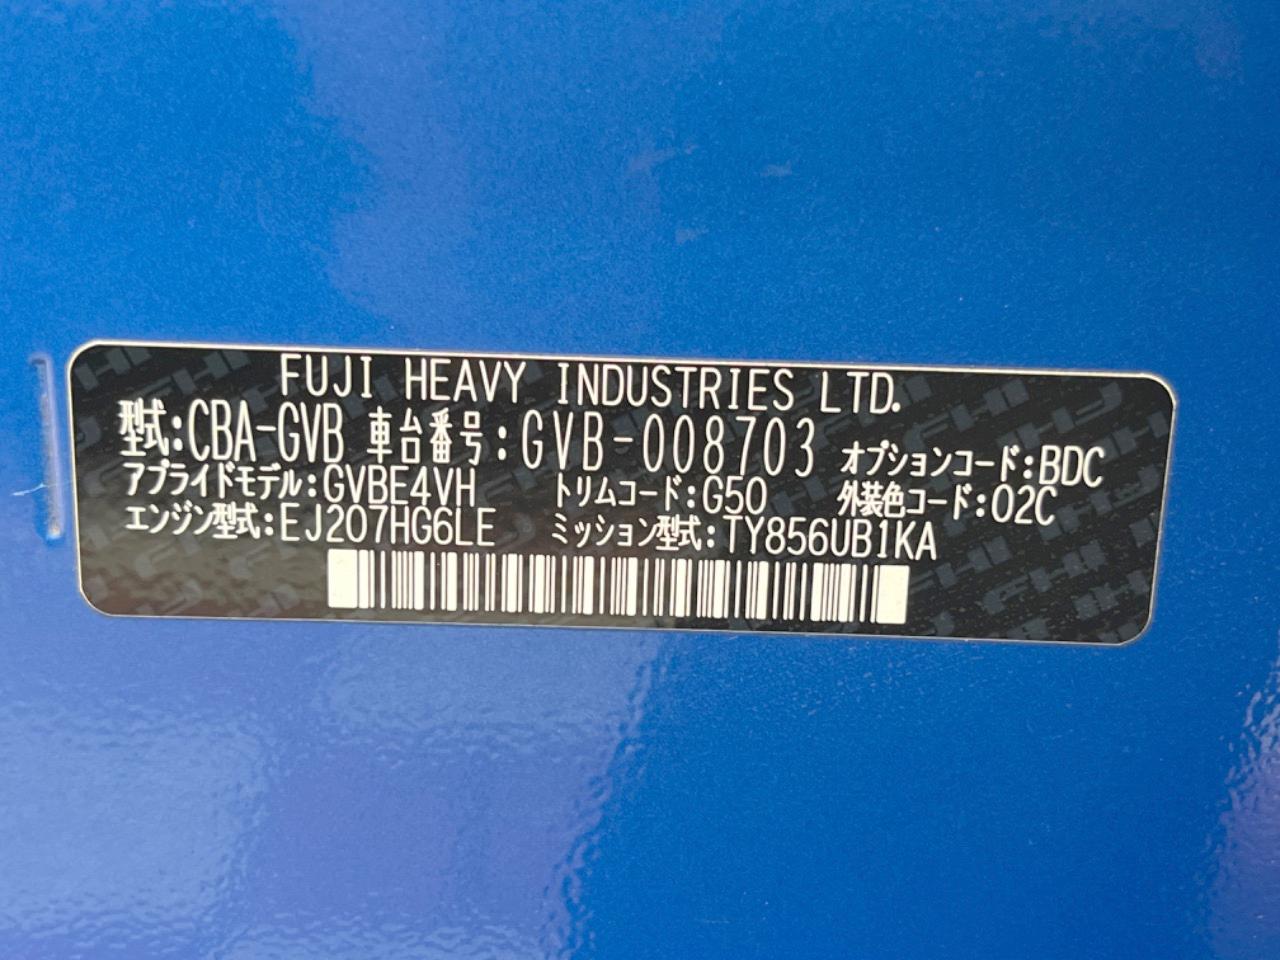 FUJI HEAVY INDUSTRIES LTD.
型式:CBA-GVB 車台番号:GVB-008703 オプションコード:BDC
アプライドモデル:GVBE4VH トリムコード:G50 外装色コード:02C
エンジン型式:EJ207HG6LE ミッション型式:TY856UB1KA